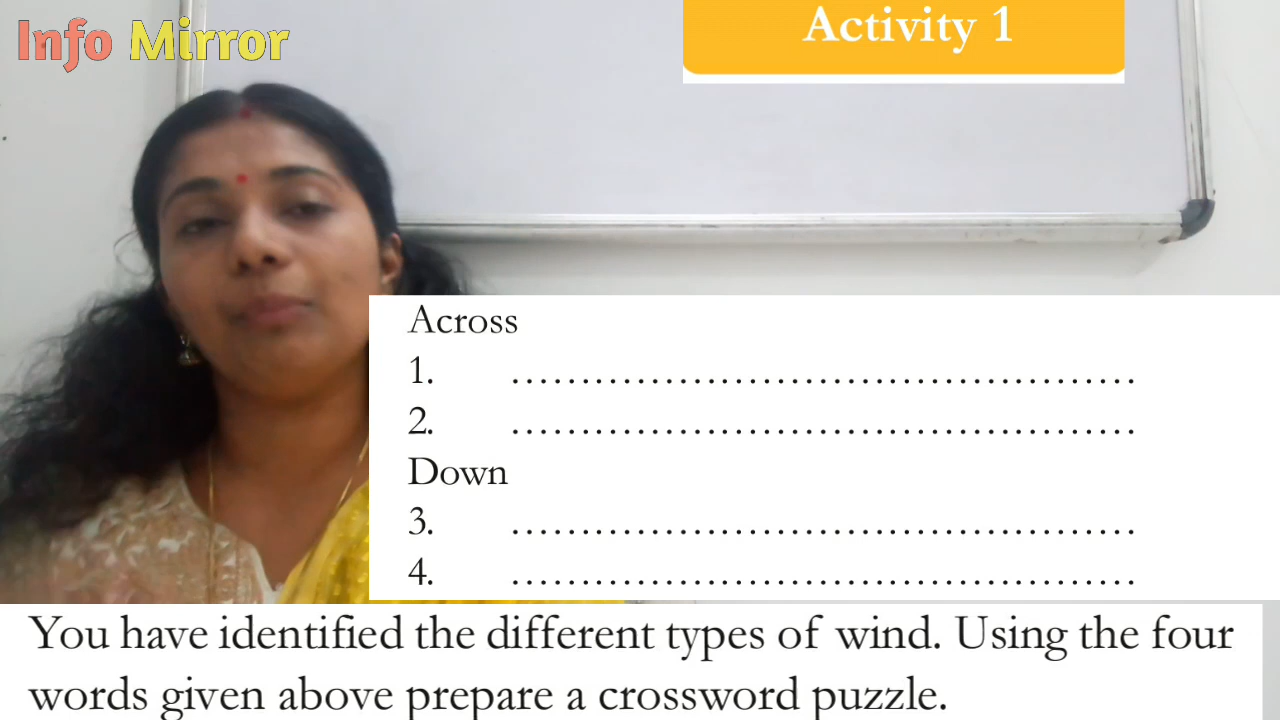 Info Mirror
Activity 1
Across
1. .............................................
2. .............................................
Down
3. .............................................
4. .............................................
You have identified the different types of wind. Using the four
words given above prepare a crossword puzzle.